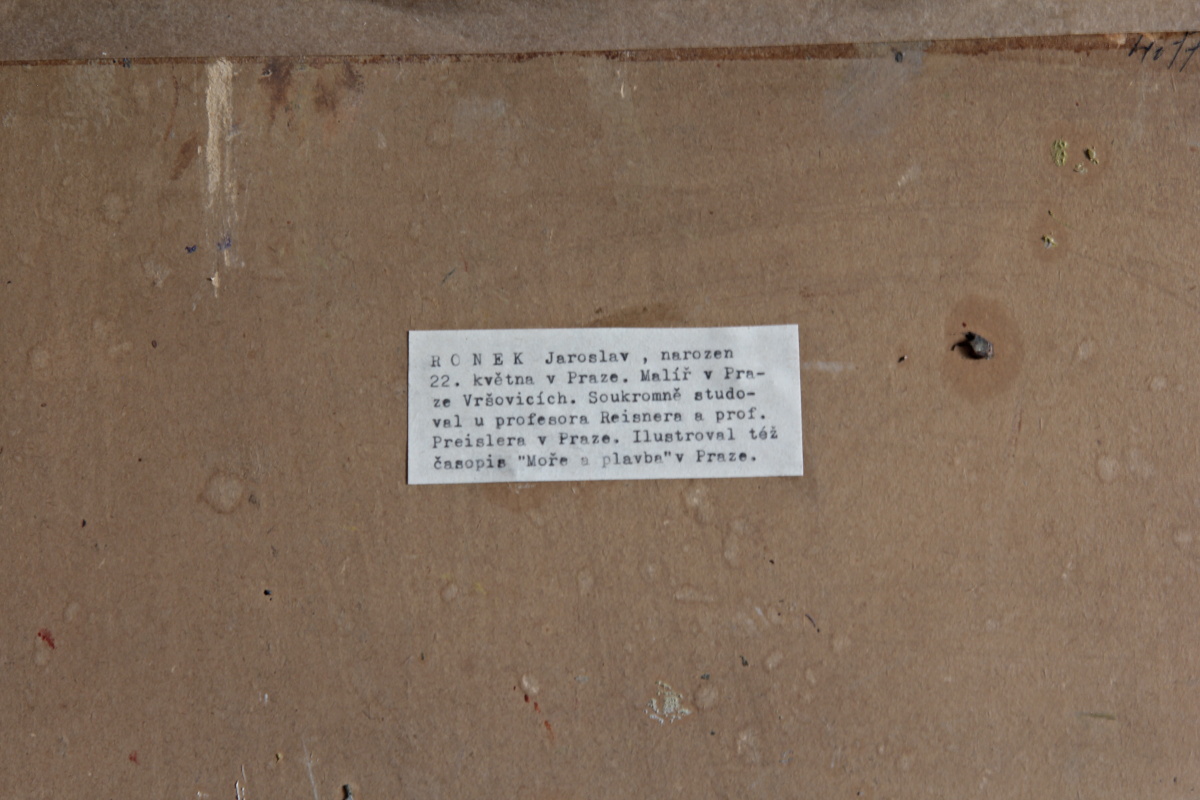 R O N E K Jaroslav , narozen
22. května v Praze. Malíř v Pra-
ze Vršovicích. Soukromně studo-
val u profesora Reisnera a prof.
Preislera v Praze. Ilustroval též
časopis "Moře a plavba"v Praze.